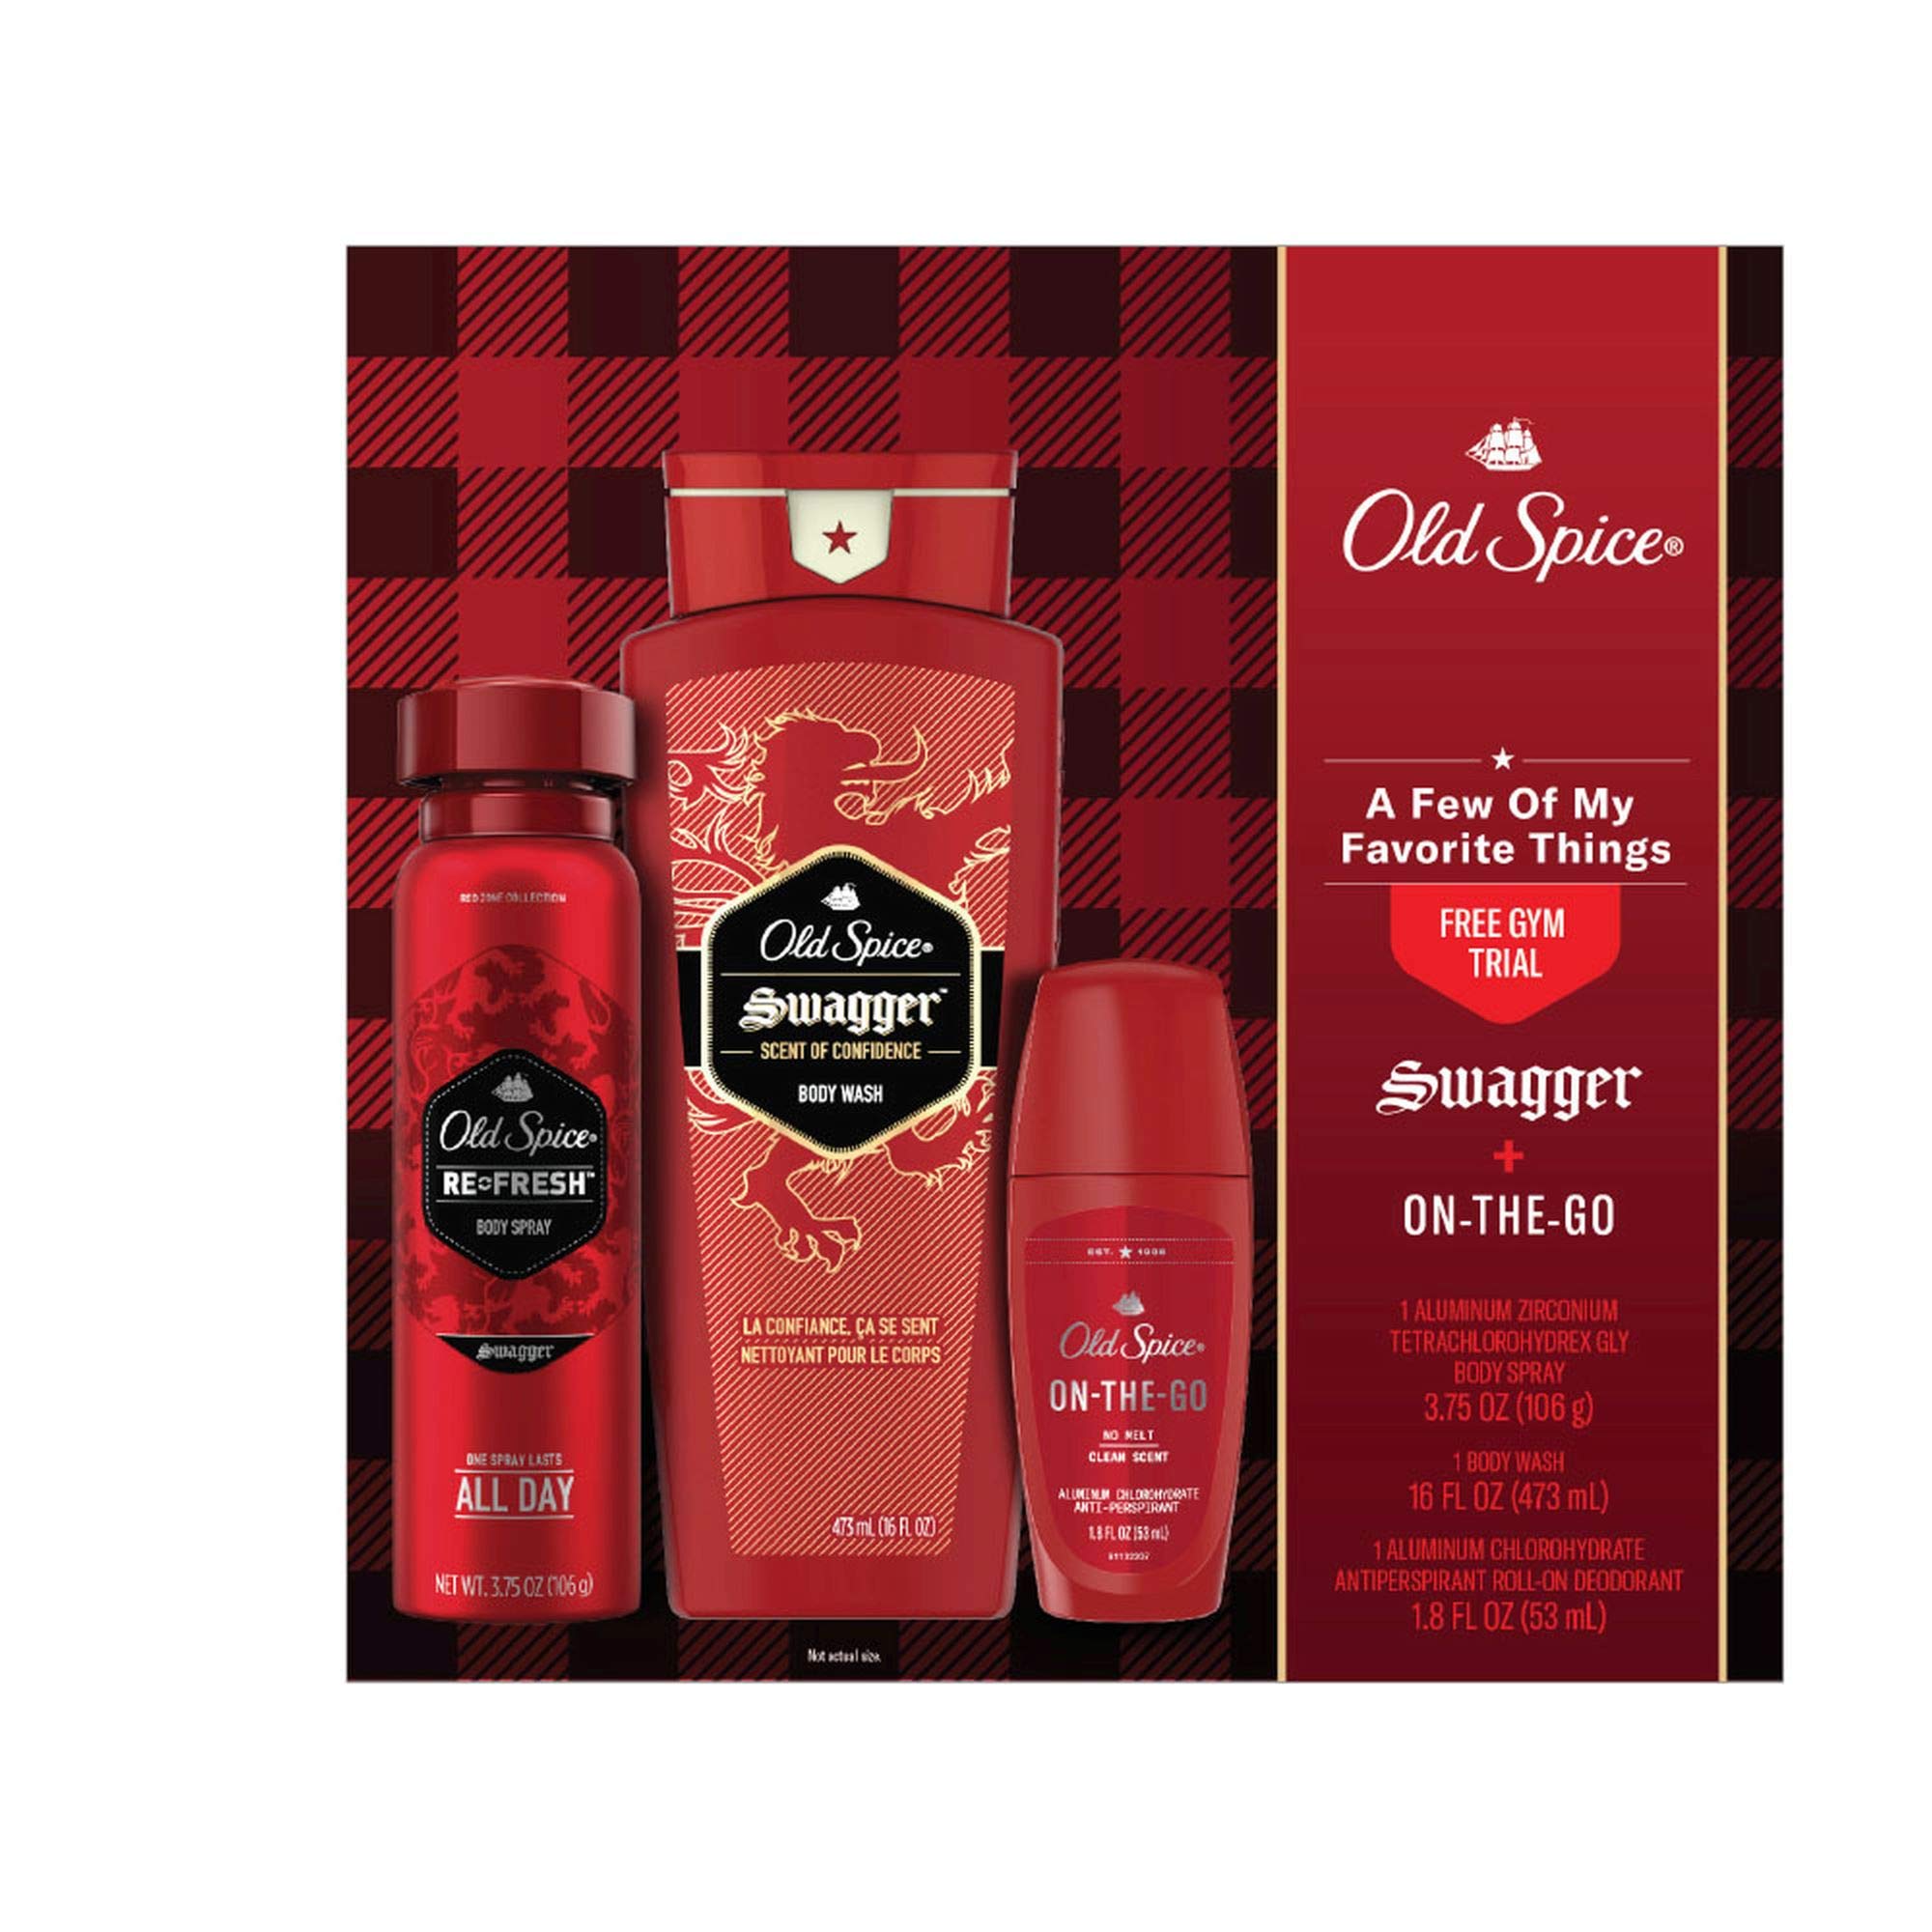 RED ZONE COLLECTION
Old Spice®
RE-FRESH™
BODY SPRAY
Swagger
ONE SPRAY LASTS
ALL DAY
NET WT. 3.75 OZ (106 g)
Old Spice®
Swagger™
SCENT OF CONFIDENCE
BODY WASH
LA CONFIANCE, ÇA SE SENT
NETTOYANT POUR LE CORPS
473 mL (16 FL OZ)
EST. ★ 1938
Old Spice®
ON-THE-GO
NO MELT
CLEAN SCENT
ALUMINUM CHLOROHYDRATE
ANTI-PERSPIRANT
1.8 FL OZ (53 mL)
Not actual size.
Old Spice®
A Few Of My
Favorite Things
FREE GYM
TRIAL
Swagger
+
ON-THE-GO
1 ALUMINUM ZIRCONIUM
TETRACHLOROHYDREX GLY
BODY SPRAY
3.75 OZ (106 g)
1 BODY WASH
16 FL OZ (473 mL)
1 ALUMINUM CHLOROHYDRATE
ANTIPERSPIRANT ROLL-ON DEODORANT
1.8 FL OZ (53 mL)